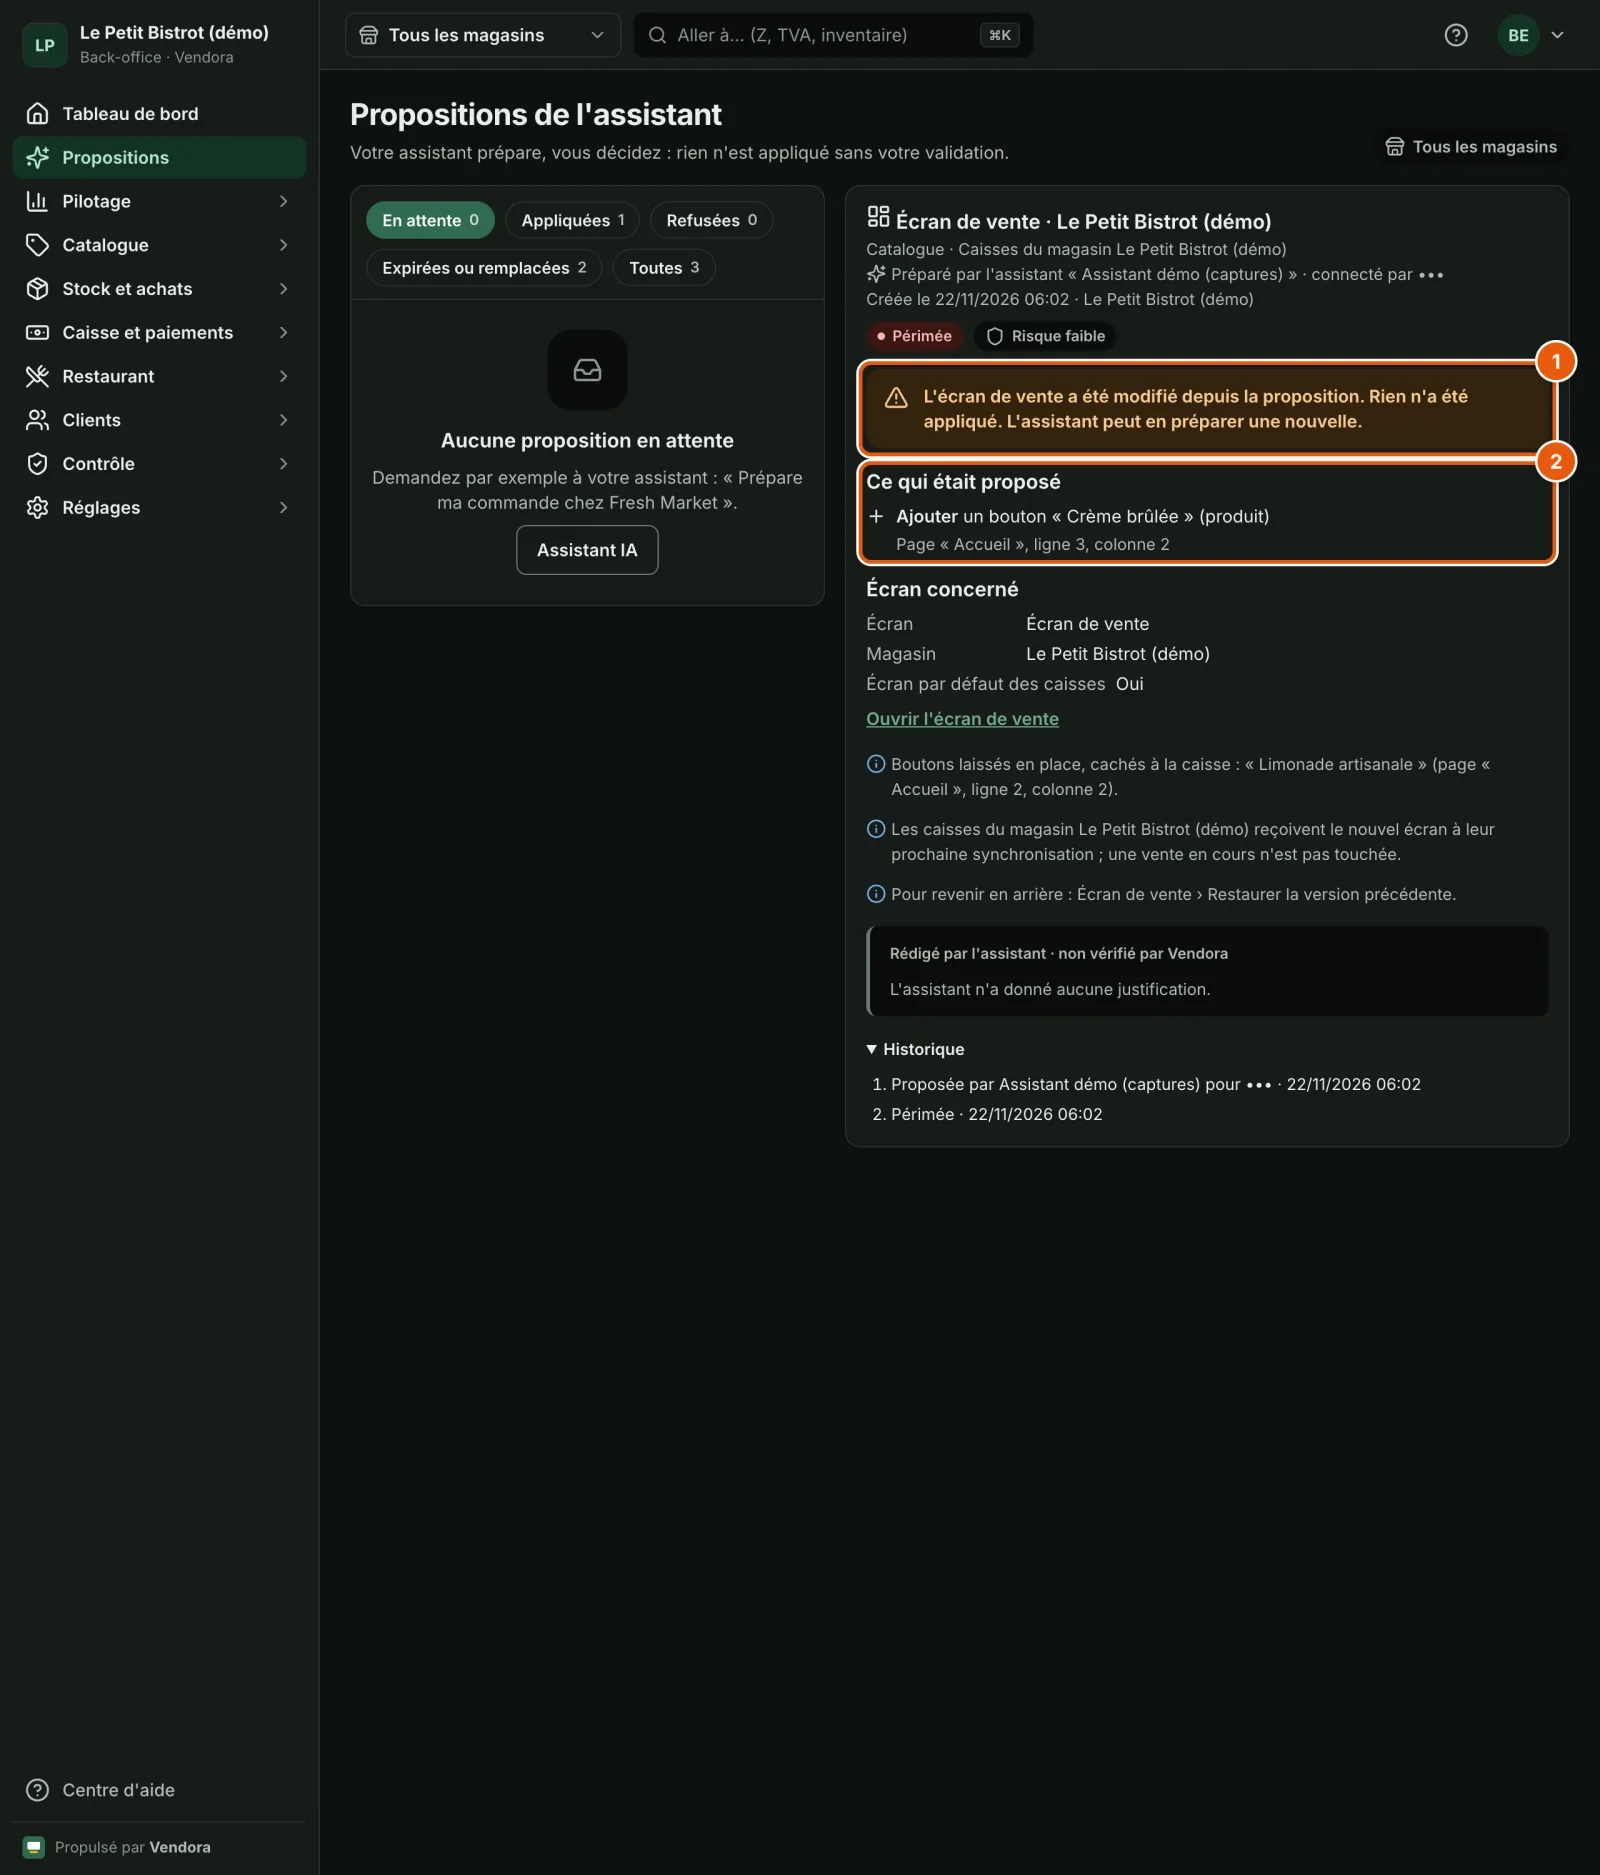 LP
Le Petit Bistrot (démo)
Back-office · Vendora
Tableau de bord
Propositions
Pilotage
Catalogue
Stock et achats
Caisse et paiements
Restaurant
Clients
Contrôle
Réglages
Centre d'aide
Propulsé par Vendora
Tous les magasins
Aller à... (Z, TVA, inventaire)
⌘K
BE
Propositions de l'assistant
Votre assistant prépare, vous décidez : rien n'est appliqué sans votre validation.
Tous les magasins
En attente 0
Appliquées 1
Refusées 0
Expirées ou remplacées 2
Toutes 3
Aucune proposition en attente
Demandez par exemple à votre assistant : « Prépare
ma commande chez Fresh Market ».
Assistant IA
Écran de vente · Le Petit Bistrot (démo)
Catalogue · Caisses du magasin Le Petit Bistrot (démo)
Préparé par l'assistant « Assistant démo (captures) » · connecté par •••
Créée le 22/11/2026 06:02 · Le Petit Bistrot (démo)
Périmée
Risque faible
1
L'écran de vente a été modifié depuis la proposition. Rien n'a été
appliqué. L'assistant peut en préparer une nouvelle.
2
Ce qui était proposé
+ Ajouter un bouton « Crème brûlée » (produit)
Page « Accueil », ligne 3, colonne 2
Écran concerné
Écran Écran de vente
Magasin Le Petit Bistrot (démo)
Écran par défaut des caisses Oui
Ouvrir l'écran de vente
Boutons laissés en place, cachés à la caisse : « Limonade artisanale » (page «
Accueil », ligne 2, colonne 2).
Les caisses du magasin Le Petit Bistrot (démo) reçoivent le nouvel écran à leur
prochaine synchronisation ; une vente en cours n'est pas touchée.
Pour revenir en arrière : Écran de vente › Restaurer la version précédente.
Rédigé par l'assistant · non vérifié par Vendora
L'assistant n'a donné aucune justification.
▼ Historique
1. Proposée par Assistant démo (captures) pour ••• · 22/11/2026 06:02
2. Périmée · 22/11/2026 06:02